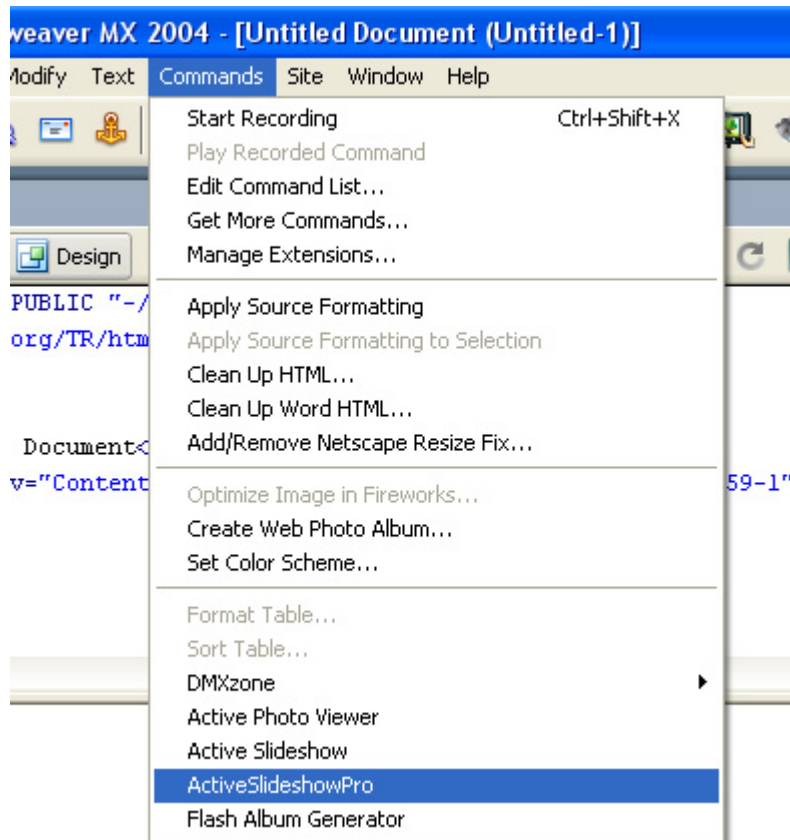 weaver MX 2004 - [Untitled Document (Untitled-1)]
Modify Text Commands Site Window Help
Start Recording Ctrl+Shift+X
Play Recorded Command
Edit Command List...
Get More Commands...
Design
Manage Extensions...
PUBLIC "-/
Apply Source Formatting
org/TR/htm
Apply Source Formatting to Selection
Clean Up HTML...
Clean Up Word HTML...
Document<
Add/Remove Netscape Resize Fix...
v="Content
59-1"
Optimize Image in Fireworks...
Create Web Photo Album...
Set Color Scheme...
Format Table...
Sort Table...
DMXzone
Active Photo Viewer
Active Slideshow
ActiveSlideshowPro
Flash Album Generator